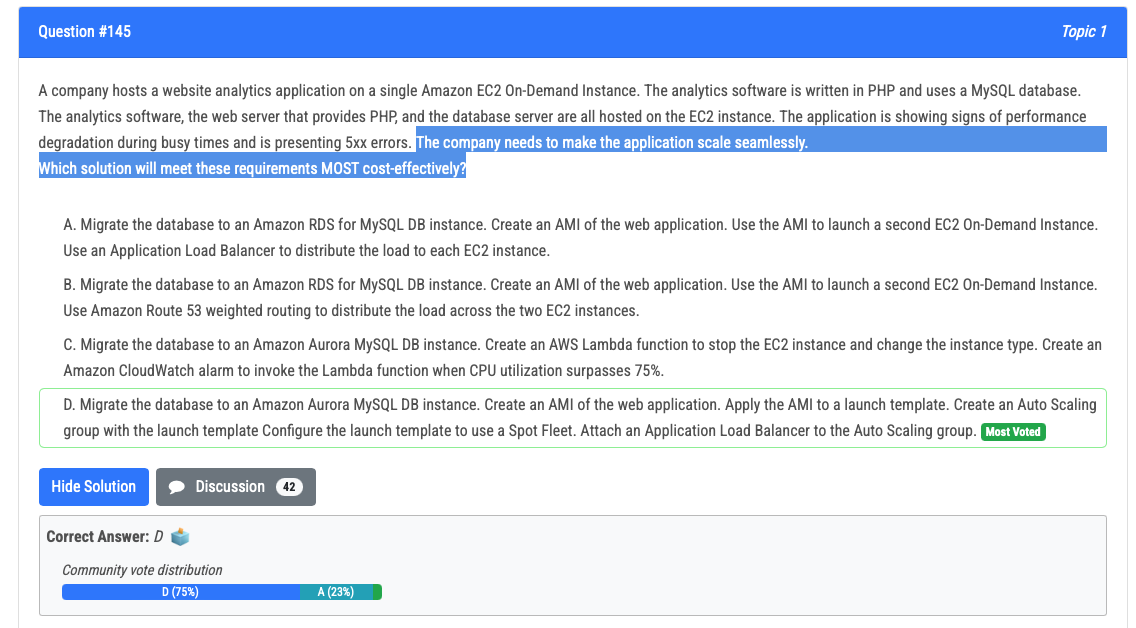 Question #145
Topic 1
A company hosts a website analytics application on a single Amazon EC2 On-Demand Instance. The analytics software is written in PHP and uses a MySQL database.
The analytics software, the web server that provides PHP, and the database server are all hosted on the EC2 instance. The application is showing signs of performance
degradation during busy times and is presenting 5xx errors. The company needs to make the application scale seamlessly.
Which solution will meet these requirements MOST cost-effectively?
A. Migrate the database to an Amazon RDS for MySQL DB instance. Create an AMI of the web application. Use the AMI to launch a second EC2 On-Demand Instance.
Use an Application Load Balancer to distribute the load to each EC2 instance.
B. Migrate the database to an Amazon RDS for MySQL DB instance. Create an AMI of the web application. Use the AMI to launch a second EC2 On-Demand Instance.
Use Amazon Route 53 weighted routing to distribute the load across the two EC2 instances.
C. Migrate the database to an Amazon Aurora MySQL DB instance. Create an AWS Lambda function to stop the EC2 instance and change the instance type. Create an
Amazon CloudWatch alarm to invoke the Lambda function when CPU utilization surpasses 75%.
D. Migrate the database to an Amazon Aurora MySQL DB instance. Create an AMI of the web application. Apply the AMI to a launch template. Create an Auto Scaling
group with the launch template Configure the launch template to use a Spot Fleet. Attach an Application Load Balancer to the Auto Scaling group. Most Voted
Hide Solution
Discussion 42
Correct Answer: D
Community vote distribution
D (75%)
A (23%)